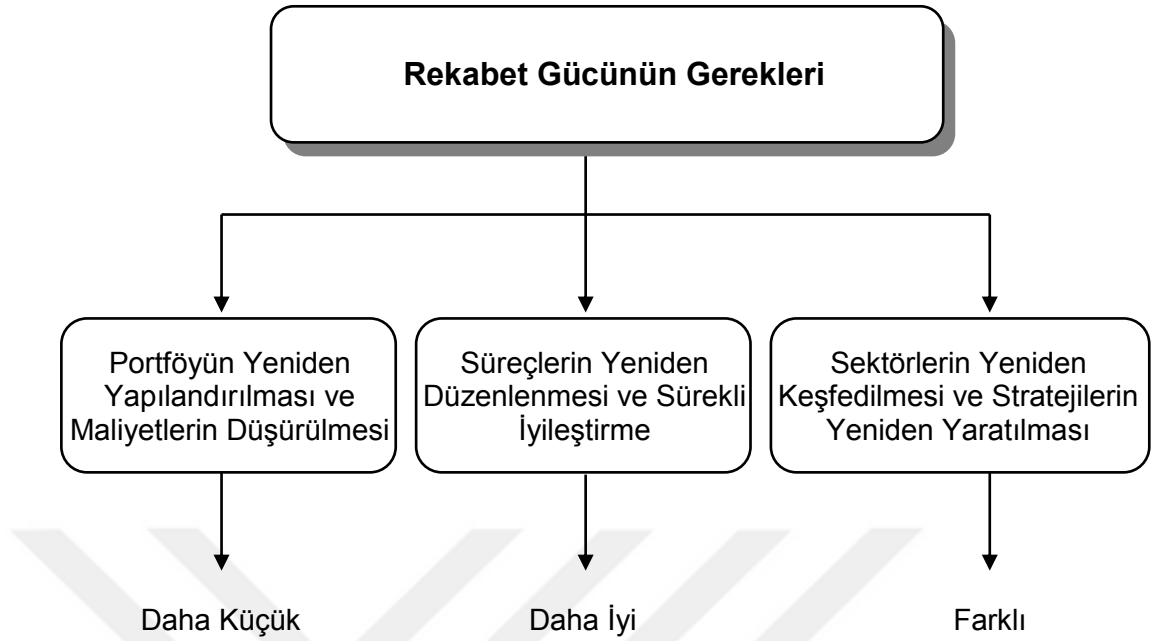 Rekabet Gücünün Gerekleri
Portföyün Yeniden
Yapılandırılması ve
Maliyetlerin Düşürülmesi
Süreçlerin Yeniden
Düzenlenmesi ve Sürekli
İyileştirme
Sektörlerin Yeniden
Keşfedilmesi ve Stratejilerin
Yeniden Yaratılması
Daha Küçük
Daha İyi
Farklı